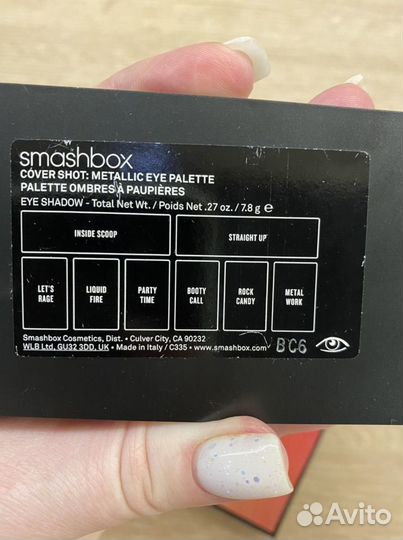 smashbox
COVER SHOT: METALLIC EYE PALETTE
PALETTE OMBRES À PAUPIÈRES
EYE SHADOW - Total Net Wt. / Poids Net .27 oz. / 7.8 g ℮
INSIDE SCOOP STRAIGHT UP
LET'S RAGE
LIQUID FIRE
PARTY TIME
BOOTY CALL
ROCK CANDY
METAL WORK
Smashbox Cosmetics, Dist. • Culver City, CA 90232
WLB Ltd, GU32 3DD, UK • Made in Italy / C335 • www.smashbox.com
BC6
Avito